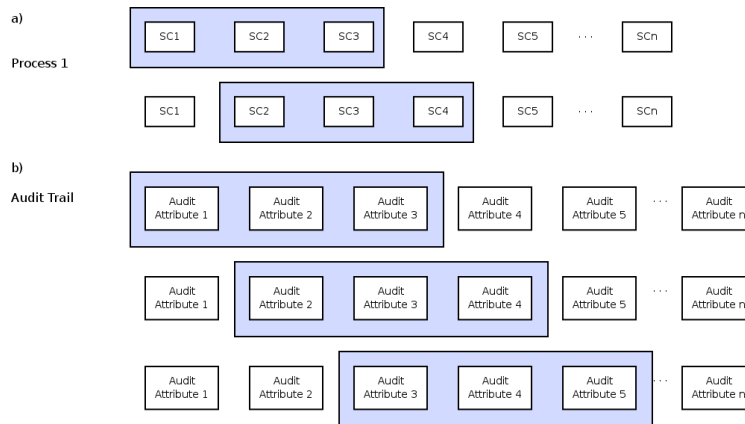 a)
SC1 SC2 SC3 SC4 SC5 ... SCn
Process 1
SC1 SC2 SC3 SC4 SC5 ... SCn
b)
Audit Trail
Audit Audit Audit Audit Audit ... Audit
Attribute 1 Attribute 2 Attribute 3 Attribute 4 Attribute 5 Attribute n
Audit Audit Audit Audit Audit ... Audit
Attribute 1 Attribute 2 Attribute 3 Attribute 4 Attribute 5 Attribute n
Audit Audit Audit Audit Audit ... Audit
Attribute 1 Attribute 2 Attribute 3 Attribute 4 Attribute 5 Attribute n